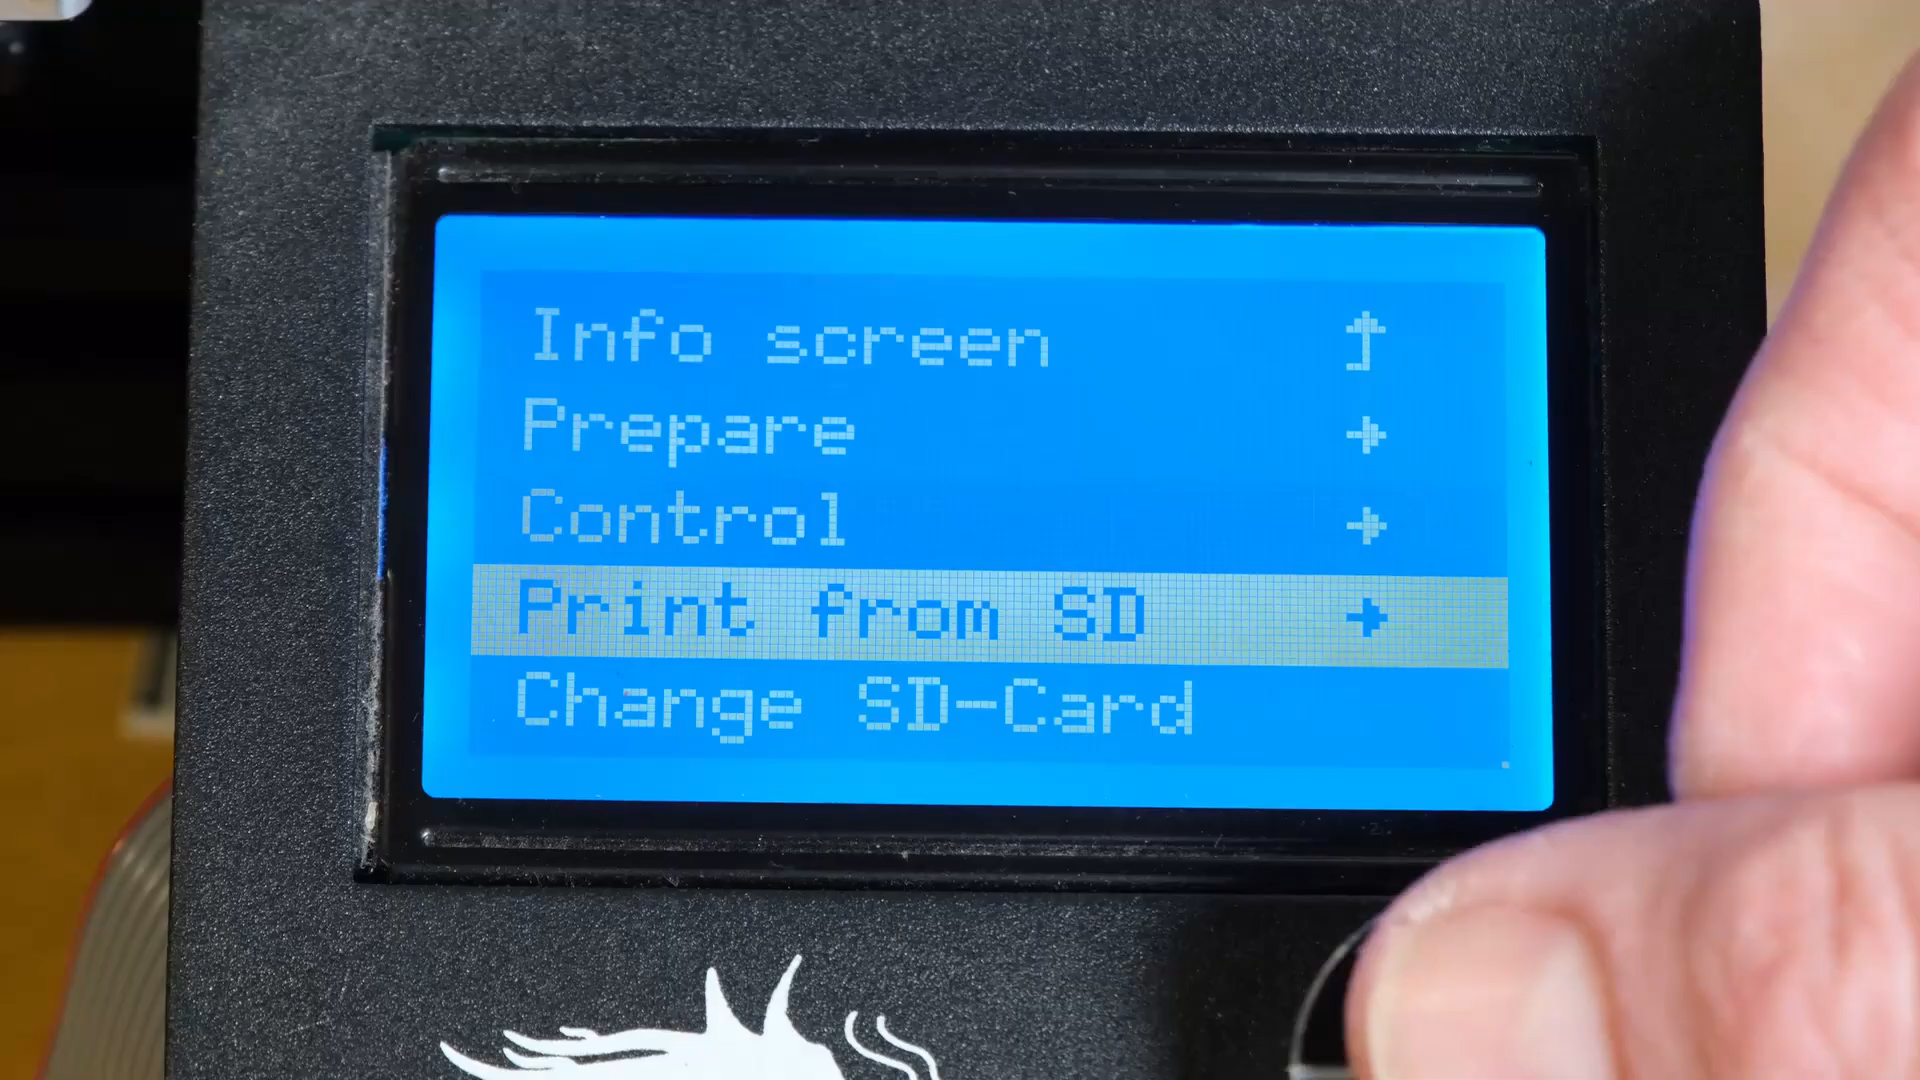 Info screen
Prepare
Control
Print from SD
Change SD-Card